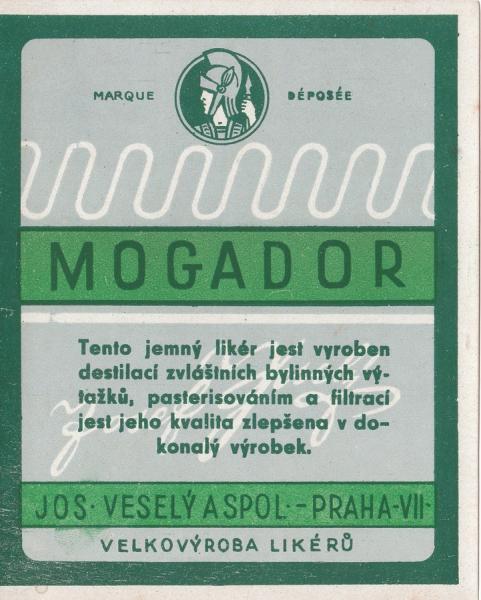 MARQUE DÉPOSÉE
MOGADOR
Tento jemný likér jest vyroben
destilací zvlóštních bylinných vý-
tažků, pasterisováním a filtrací
jest jeho kvalita zlepšena v do-
konalý výrobek.
JOS· VESELÝ A SPOL·-PRAHA-VII·
VELKOVÝROBA LIKÉRŮ